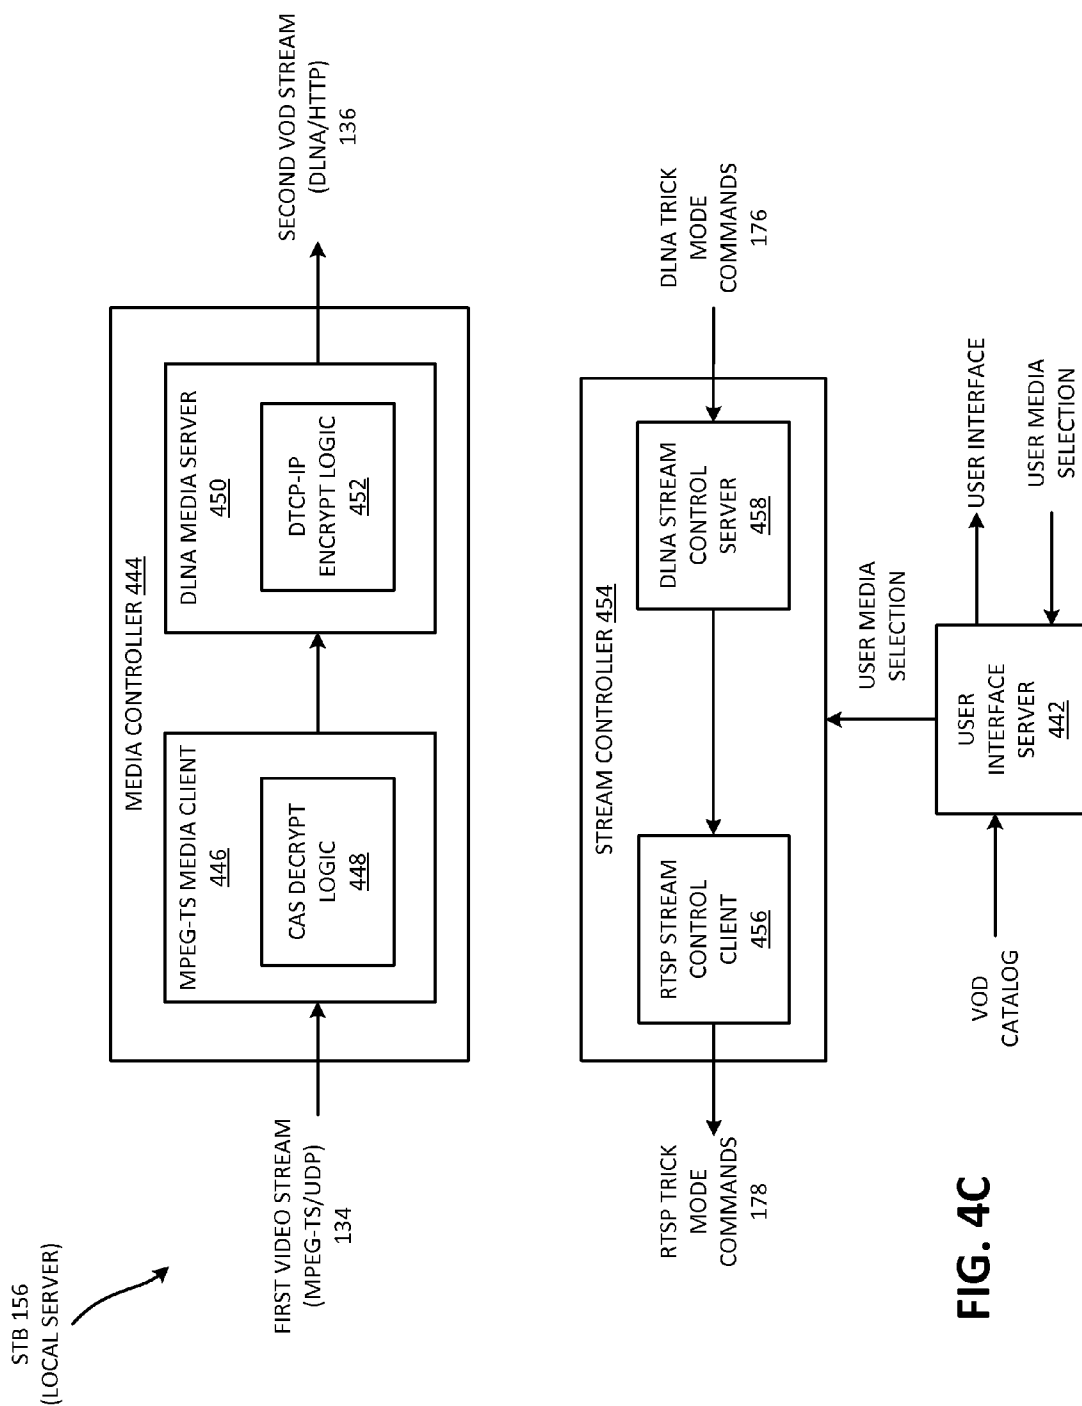 STB 156
(LOCAL SERVER)
MEDIA CONTROLLER 444
FIRST VIDEO STREAM
(MPEG-TS/UDP)
134
MPEG-TS MEDIA CLIENT
446
CAS DECRYPT
LOGIC
448
DLNA MEDIA SERVER
450
DTCP-IP
ENCRYPT LOGIC
452
SECOND VOD STREAM
(DLNA/HTTP)
136
STREAM CONTROLLER 454
RTSP TRICK
MODE
COMMANDS
178
RTSP STREAM
CONTROL
CLIENT
456
DLNA STREAM
CONTROL
SERVER
458
DLNA TRICK
MODE
COMMANDS
176
USER MEDIA
SELECTION
VOD
CATALOG
USER
INTERFACE
SERVER
442
USER INTERFACE
USER MEDIA
SELECTION
FIG. 4C